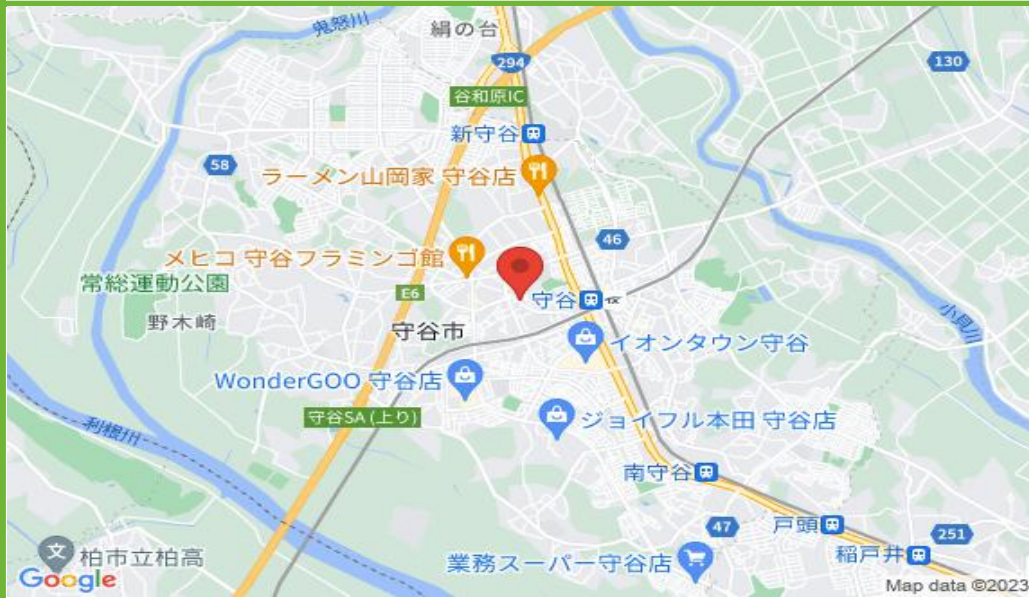 鬼怒川
絹の台
294
130
谷和原IC
新守谷
58
ラーメン山岡家 守谷店
46
メヒコ 守谷フラミンゴ館
常総運動公園
E6
守谷
野木崎
守谷市
小貝川
イオンタウン守谷
WonderGOO 守谷店
守谷SA (上り)
ジョイフル本田 守谷店
利根川
南守谷
47
戸頭
251
文
柏市立柏高
業務スーパー守谷店
稲戸井
Google
Map data ©2023